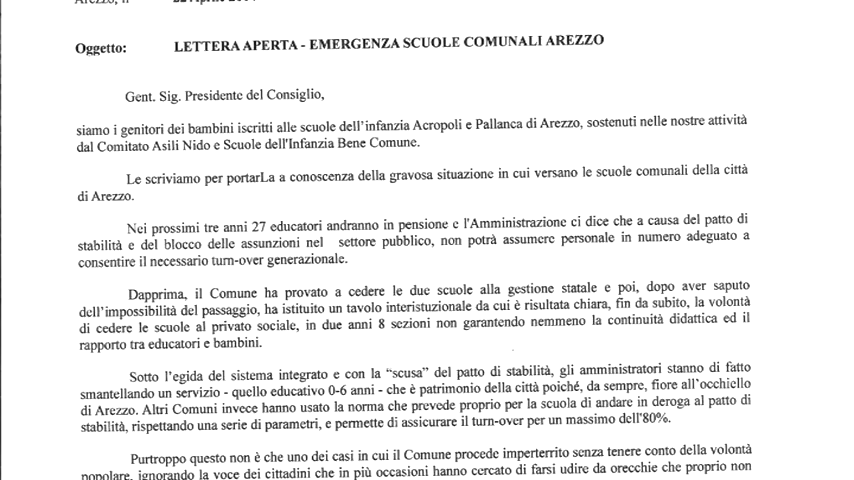 Arezzo, lì
Oggetto: LETTERA APERTA - EMERGENZA SCUOLE COMUNALI AREZZO
Gent. Sig. Presidente del Consiglio,
siamo i genitori dei bambini iscritti alle scuole dell'infanzia Acropoli e Pallanca di Arezzo, sostenuti nelle nostre attività
dal Comitato Asili Nido e Scuole dell'Infanzia Bene Comune.
Le scriviamo per portarLa a conoscenza della gravosa situazione in cui versano le scuole comunali della città
di Arezzo.
Nei prossimi tre anni 27 educatori andranno in pensione e l'Amministrazione ci dice che a causa del patto di
stabilità e del blocco delle assunzioni nel settore pubblico, non potrà assumere personale in numero adeguato a
consentire il necessario turn-over generazionale.
Dapprima, il Comune ha provato a cedere le due scuole alla gestione statale e poi, dopo aver saputo
dell'impossibilità del passaggio, ha istituito un tavolo interistuzionale da cui è risultata chiara, fin da subito, la volontà
di cedere le scuole al privato sociale, in due anni 8 sezioni non garantendo nemmeno la continuità didattica ed il
rapporto tra educatori e bambini.
Sotto l'egida del sistema integrato e con la "scusa" del patto di stabilità, gli amministratori stanno di fatto
smantellando un servizio - quello educativo 0-6 anni - che è patrimonio della città poiché, da sempre, fiore all'occhiello
di Arezzo. Altri Comuni invece hanno usato la norma che prevede proprio per la scuola di andare in deroga al patto di
stabilità, rispettando una serie di parametri, e permette di assicurare il turn-over per un massimo dell'80%.
Purtroppo questo non è che uno dei casi in cui il Comune procede imperterrito senza tenere conto della volontà
popolare, ignorando la voce dei cittadini che in più occasioni hanno cercato di farsi udire da orecchie che proprio non